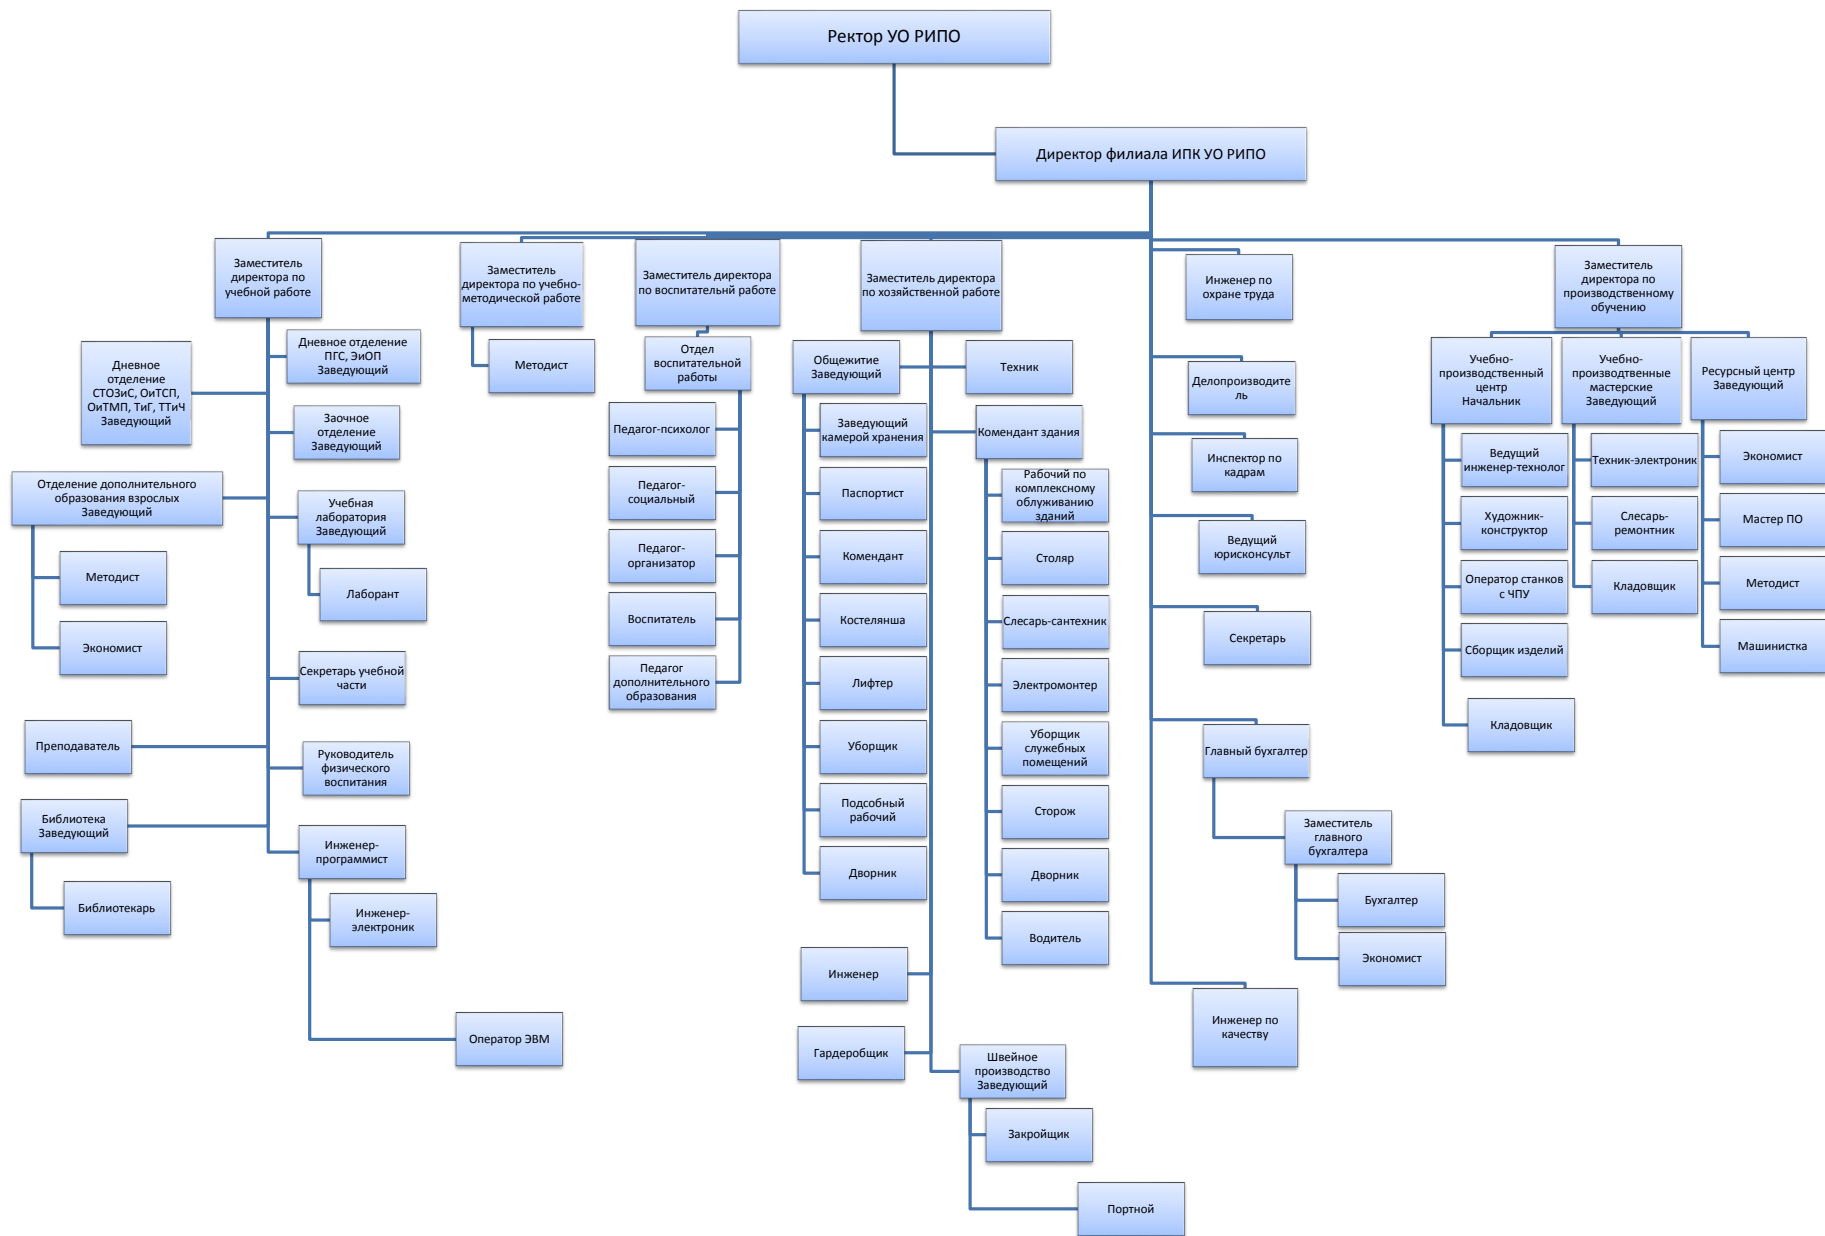 Ректор УО РИПО
Директор филиала ИПК УО РИПО
Заместитель
директора по
учебной работе
Дневное
отделение
СТОЗиС, ОиТСП,
ОиТМП, ТиГ, ТТиЧ
Заведующий
Дневное отделение
ПГС, ЭиОП
Заведующий
Заочное
отделение
Заведующий
Отделение дополнительного
образования взрослых
Заведующий
Методист
Экономист
Учебная
лаборатория
Заведующий
Лаборант
Секретарь учебной
части
Преподаватель
Руководитель
физического
воспитания
Библиотека
Заведующий
Библиотекарь
Инженер-
программист
Инженер-
электроник
Оператор ЭВМ
Заместитель
директора по учебно-
методической работе
Методист
Заместитель директора
по воспитательнй работе
Отдел
воспитательной
работы
Педагог-психолог
Педагог-
социальный
Педагог-
организатор
Воспитатель
Педагог
дополнительного
образования
Заместитель директора
по хозяйственной работе
Общежитие
Заведующий
Заведующий
камерой хранения
Паспортист
Комендант
Костелянша
Лифтер
Уборщик
Подсобный
рабочий
Дворник
Техник
Комендант здания
Рабочий по
комплексному
облуживанию
зданий
Столяр
Слесарь-сантехник
Электромонтер
Уборщик
служебных
помещений
Сторож
Дворник
Водитель
Инженер
Гардеробщик
Швейное
производство
Заведующий
Закройщик
Портной
Инженер по
охране труда
Делопроизводите
ль
Инспектор по
кадрам
Ведущий
юрисконсульт
Секретарь
Главный бухгалтер
Заместитель
главного
бухгалтера
Бухгалтер
Экономист
Инженер по
качеству
Заместитель
директора по
производственному
обучению
Учебно-
производственный
центр
Начальник
Ведущий
инженер-технолог
Художник-
конструктор
Оператор станков
с ЧПУ
Сборщик изделий
Кладовщик
Учебно-
производтвенные
мастерские
Заведующий
Техник-электроник
Слесарь-
ремонтник
Кладовщик
Ресурсный центр
Заведующий
Экономист
Мастер ПО
Методист
Машинистка